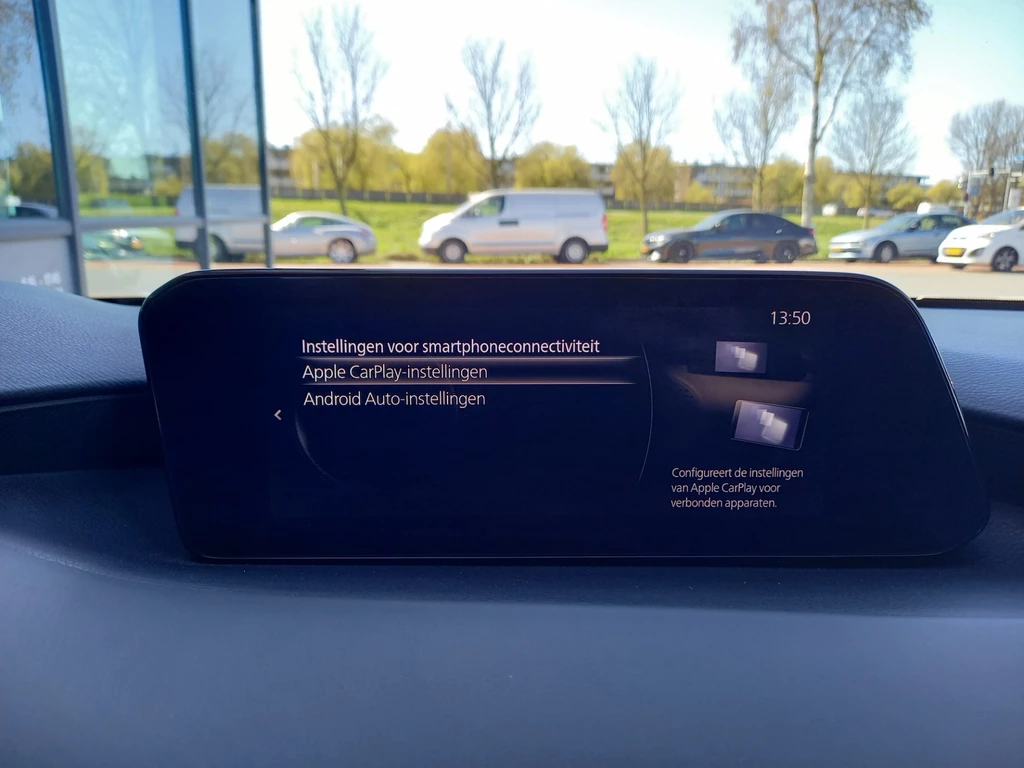 13:50
Instellingen voor smartphoneconnectiviteit
Apple CarPlay-instellingen
Android Auto-instellingen
Configureert de instellingen
van Apple CarPlay voor
verbonden apparaten.